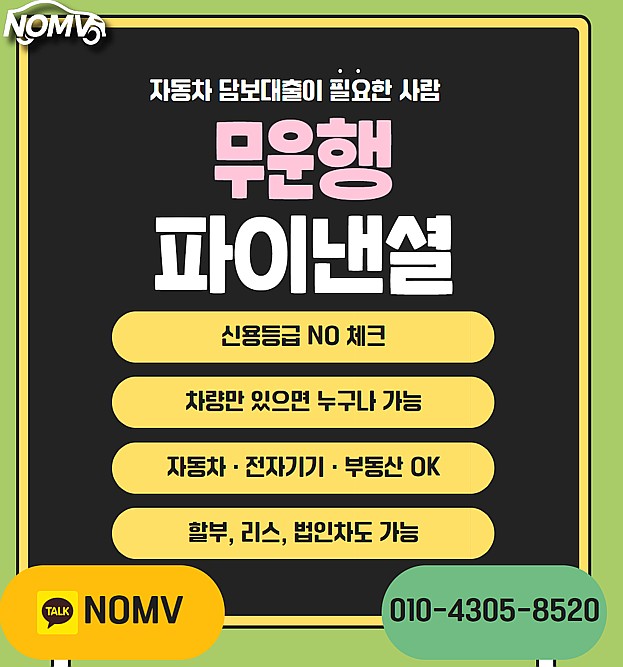 NOMV
자동차 담보대출이 필요한 사람
무운행
파이낸셜
신용등급 NO 체크
차량만 있으면 누구나 가능
자동차 · 전자기기 · 부동산 OK
할부, 리스, 법인차도 가능
TALK NOMV
010-4305-8520